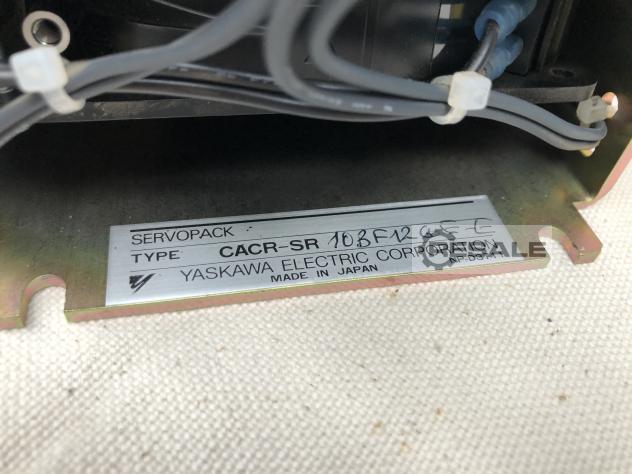 SERVOPACK
TYPE CACR-SR
YASKAWA ELECTRIC CORPORATION
MADE IN JAPAN
RESALE